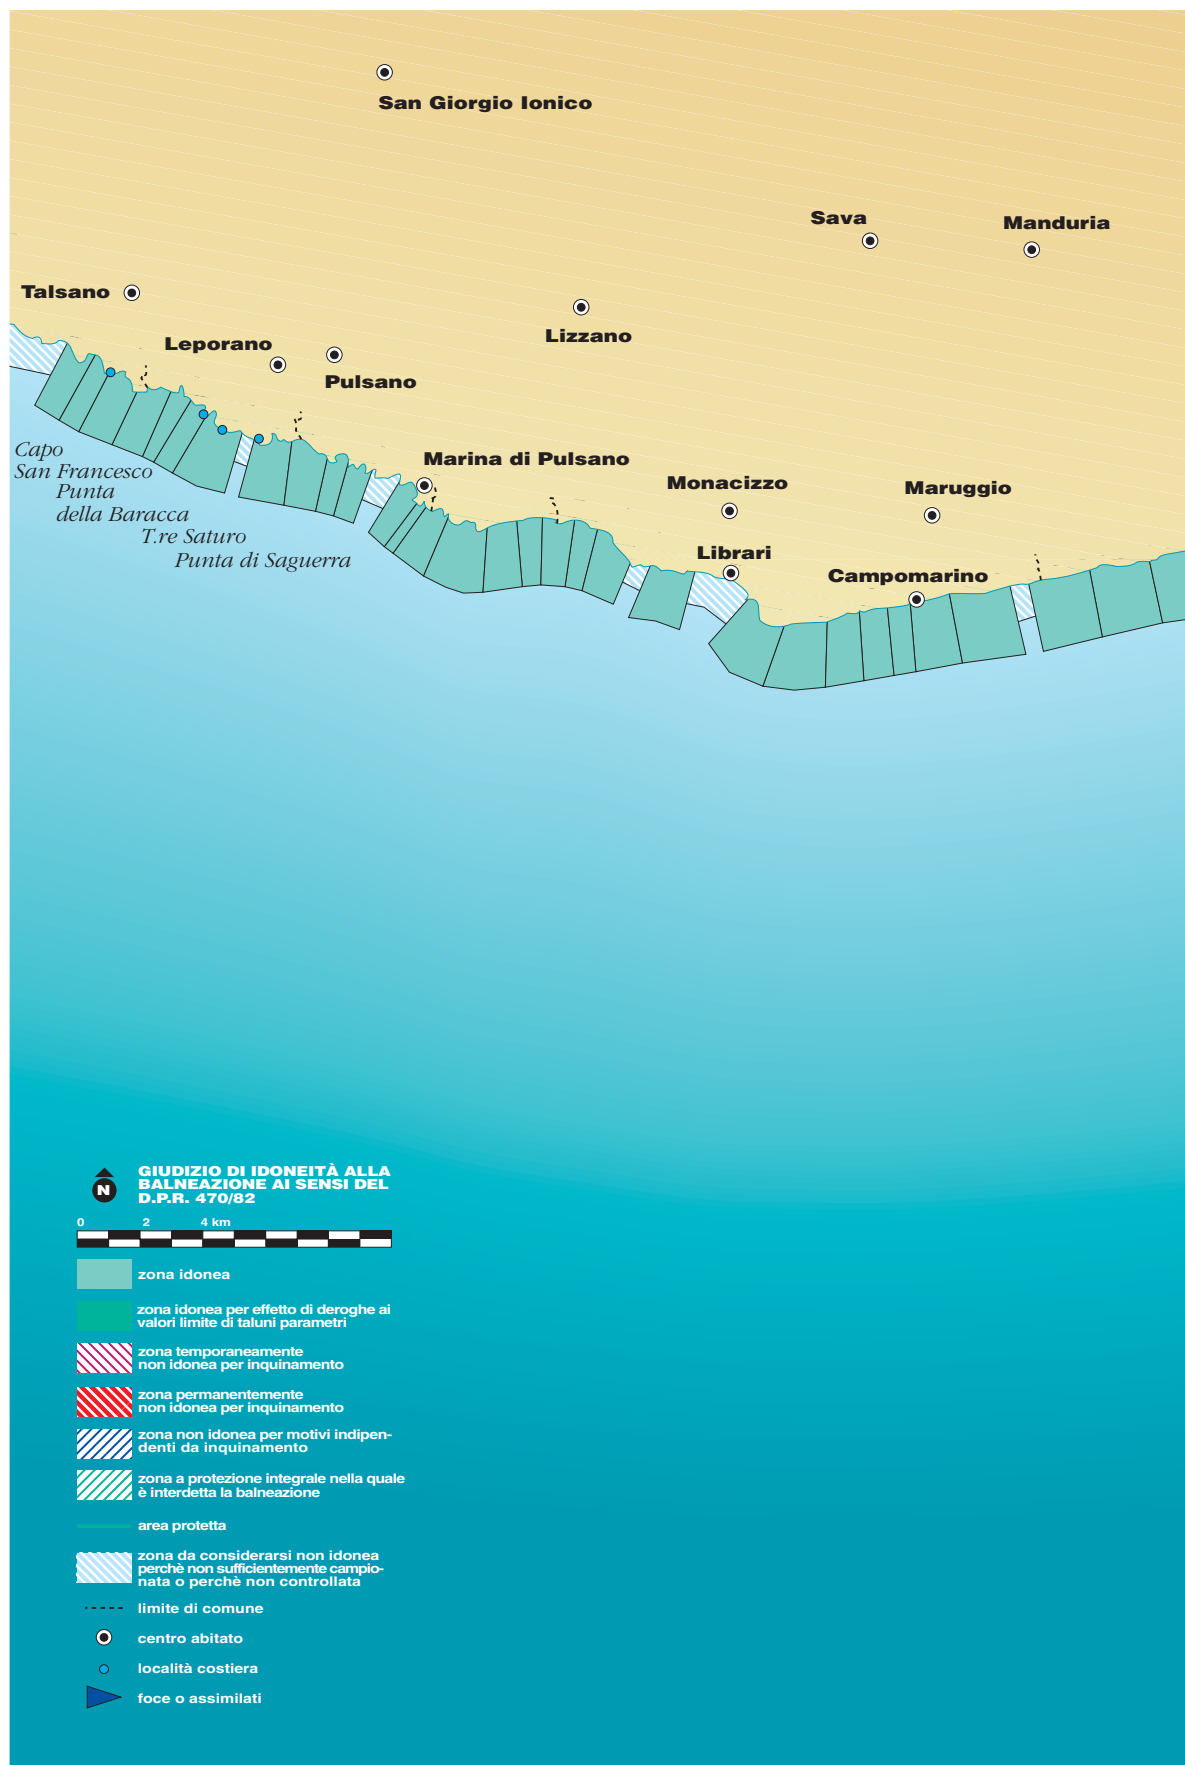 San Giorgio Ionico
Sava
Manduria
Talsano
Lizzano
Leporano
Pulsano
Capo
San Francesco
Punta
della Baracca
T.re Saturo
Punta di Saguerra
Marina di Pulsano
Monacizzo
Maruggio
Librari
Campomarino
N
GIUDIZIO DI IDONEITÀ ALLA
BALNEAZIONE AI SENSI DEL
D.P.R. 470/82
0 2 4 km
zona idonea
zona idonea per effetto di deroghe ai
valori limite di taluni parametri
zona temporaneamente
non idonea per inquinamento
zona permanentemente
non idonea per inquinamento
zona non idonea per motivi indipen-
denti da inquinamento
zona a protezione integrale nella quale
è interdetta la balneazione
area protetta
zona da considerarsi non idonea
perchè non sufficientemente campio-
nata o perchè non controllata
limite di comune
centro abitato
località costiera
foce o assimilati